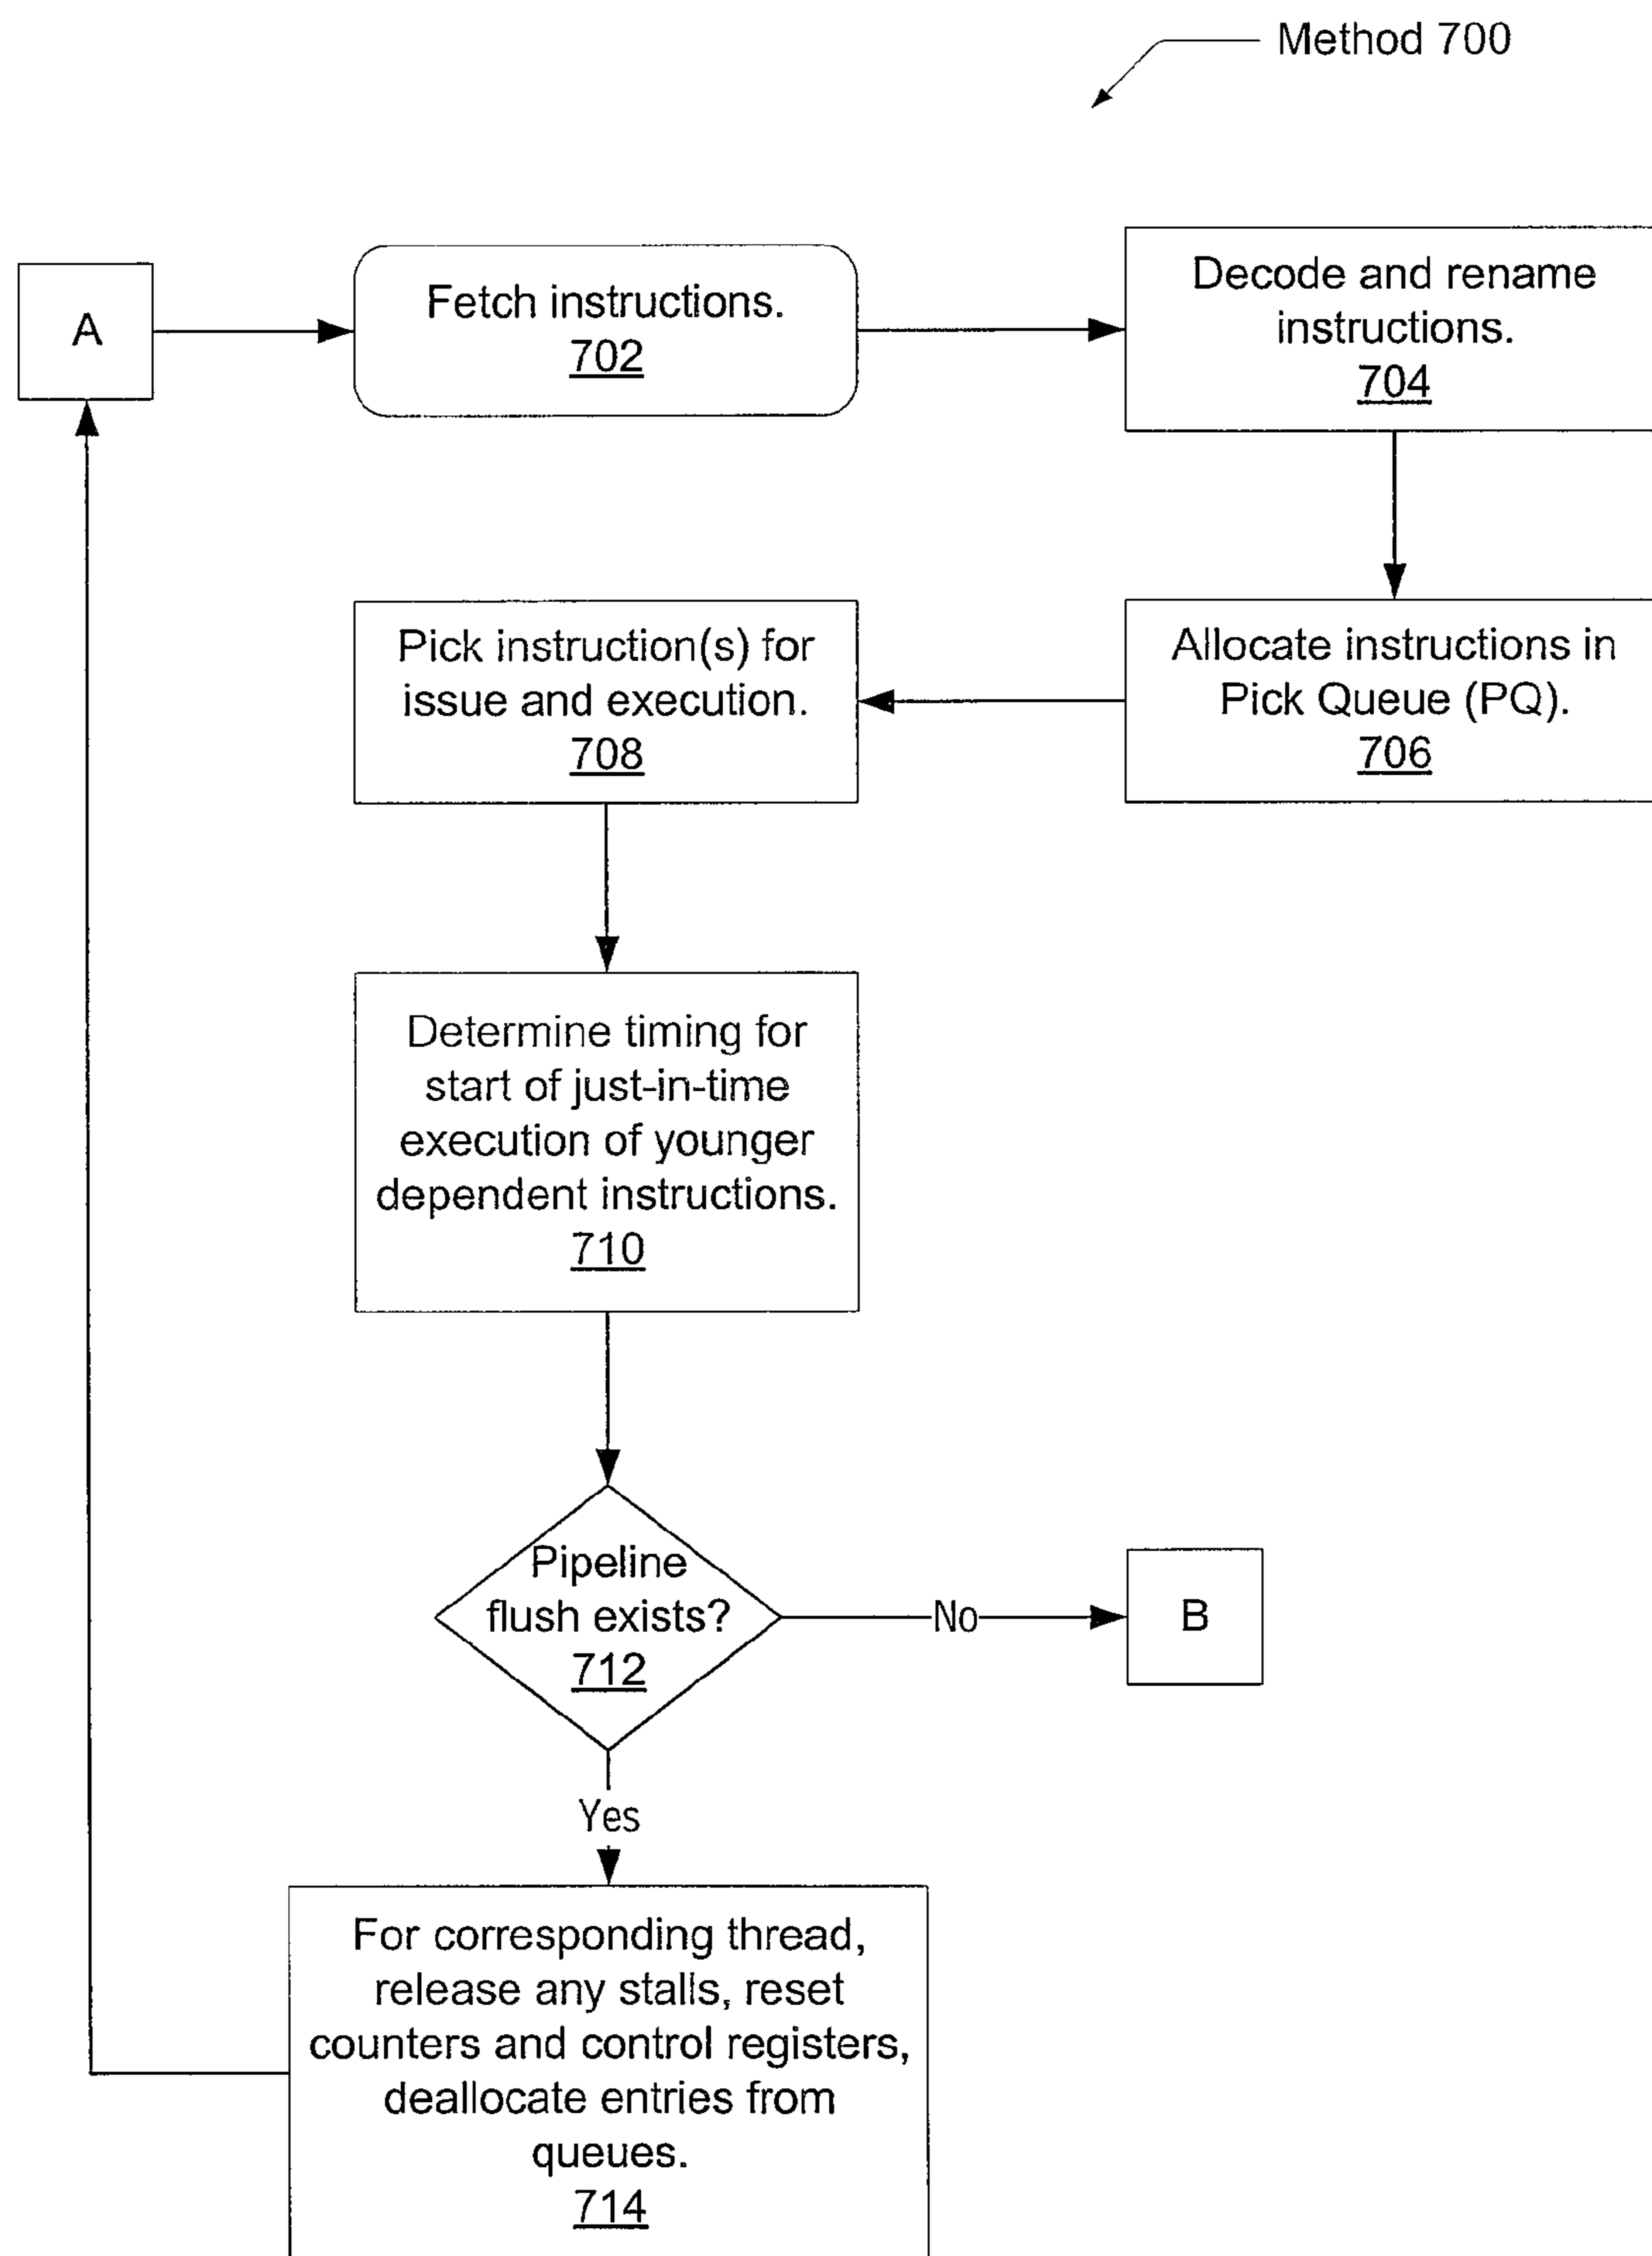 Method 700
A
Fetch instructions.
702
Decode and rename
instructions.
704
Pick instruction(s) for
issue and execution.
708
Allocate instructions in
Pick Queue (PQ).
706
Determine timing for
start of just-in-time
execution of younger
dependent instructions.
710
Pipeline
flush exists?
712
No
B
Yes
For corresponding thread,
release any stalls, reset
counters and control registers,
deallocate entries from
queues.
714